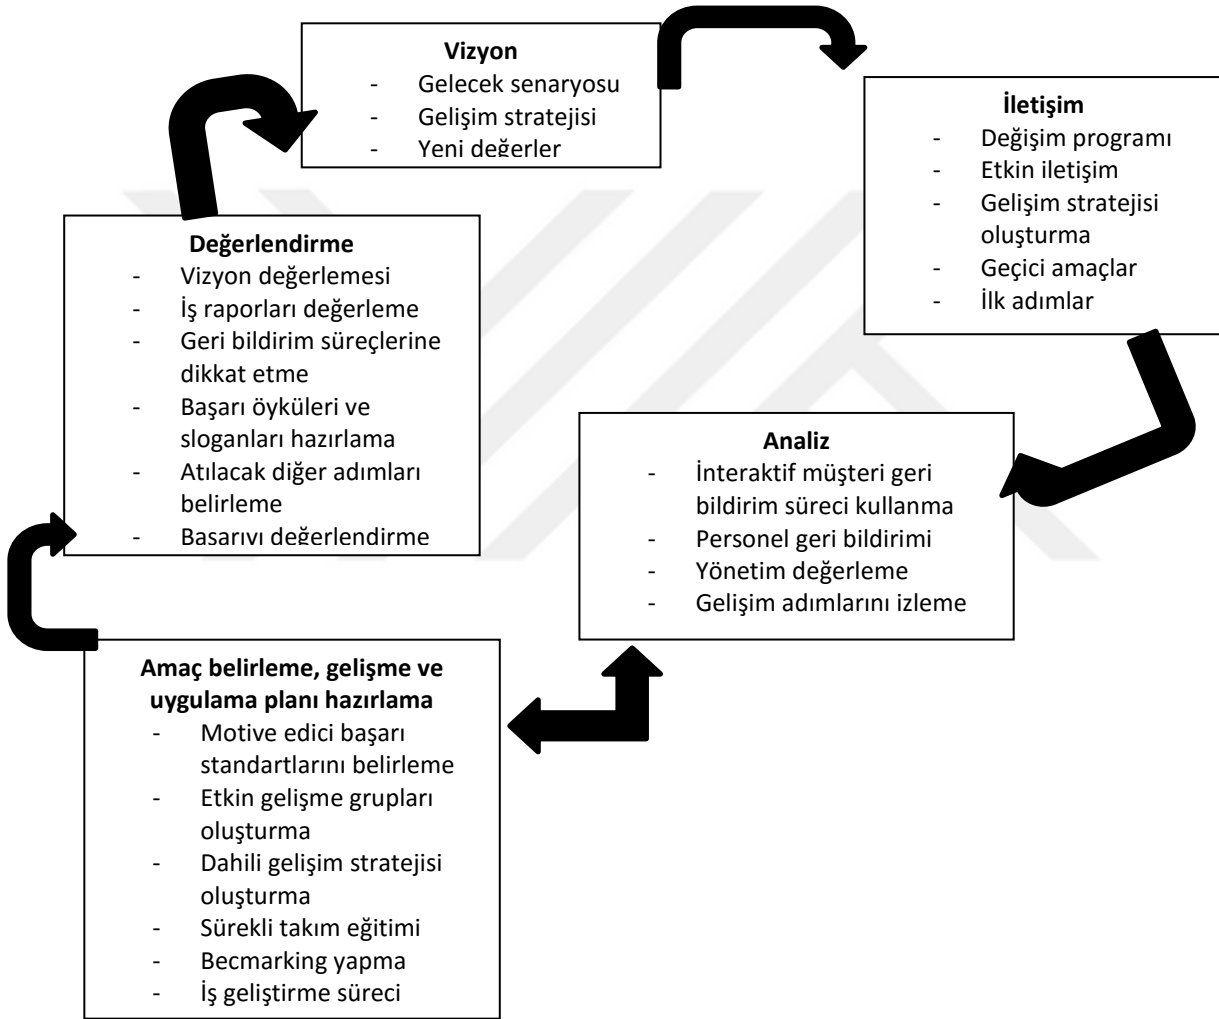 Vizyon
- Gelecek senaryosu
- Gelişim stratejisi
- Yeni değerler
İletişim
- Değişim programı
- Etkin iletişim
- Gelişim stratejisi
oluşturma
- Geçici amaçlar
- İlk adımlar
Analiz
- İnteraktif müşteri geri
bildirim süreci kullanma
- Personel geri bildirimi
- Yönetim değerleme
- Gelişim adımlarını izleme
Amaç belirleme, gelişme ve
uygulama planı hazırlama
- Motive edici başarı
standartlarını belirleme
- Etkin gelişme grupları
oluşturma
- Dahili gelişim stratejisi
oluşturma
- Sürekli takım eğitimi
- Becmarking yapma
- İş geliştirme süreci
Değerlendirme
- Vizyon değerlemesi
- İş raporları değerleme
- Geri bildirim süreçlerine
dikkat etme
- Başarı öyküleri ve
sloganları hazırlama
- Atılacak diğer adımları
belirleme
- Başarıyı değerlendirme